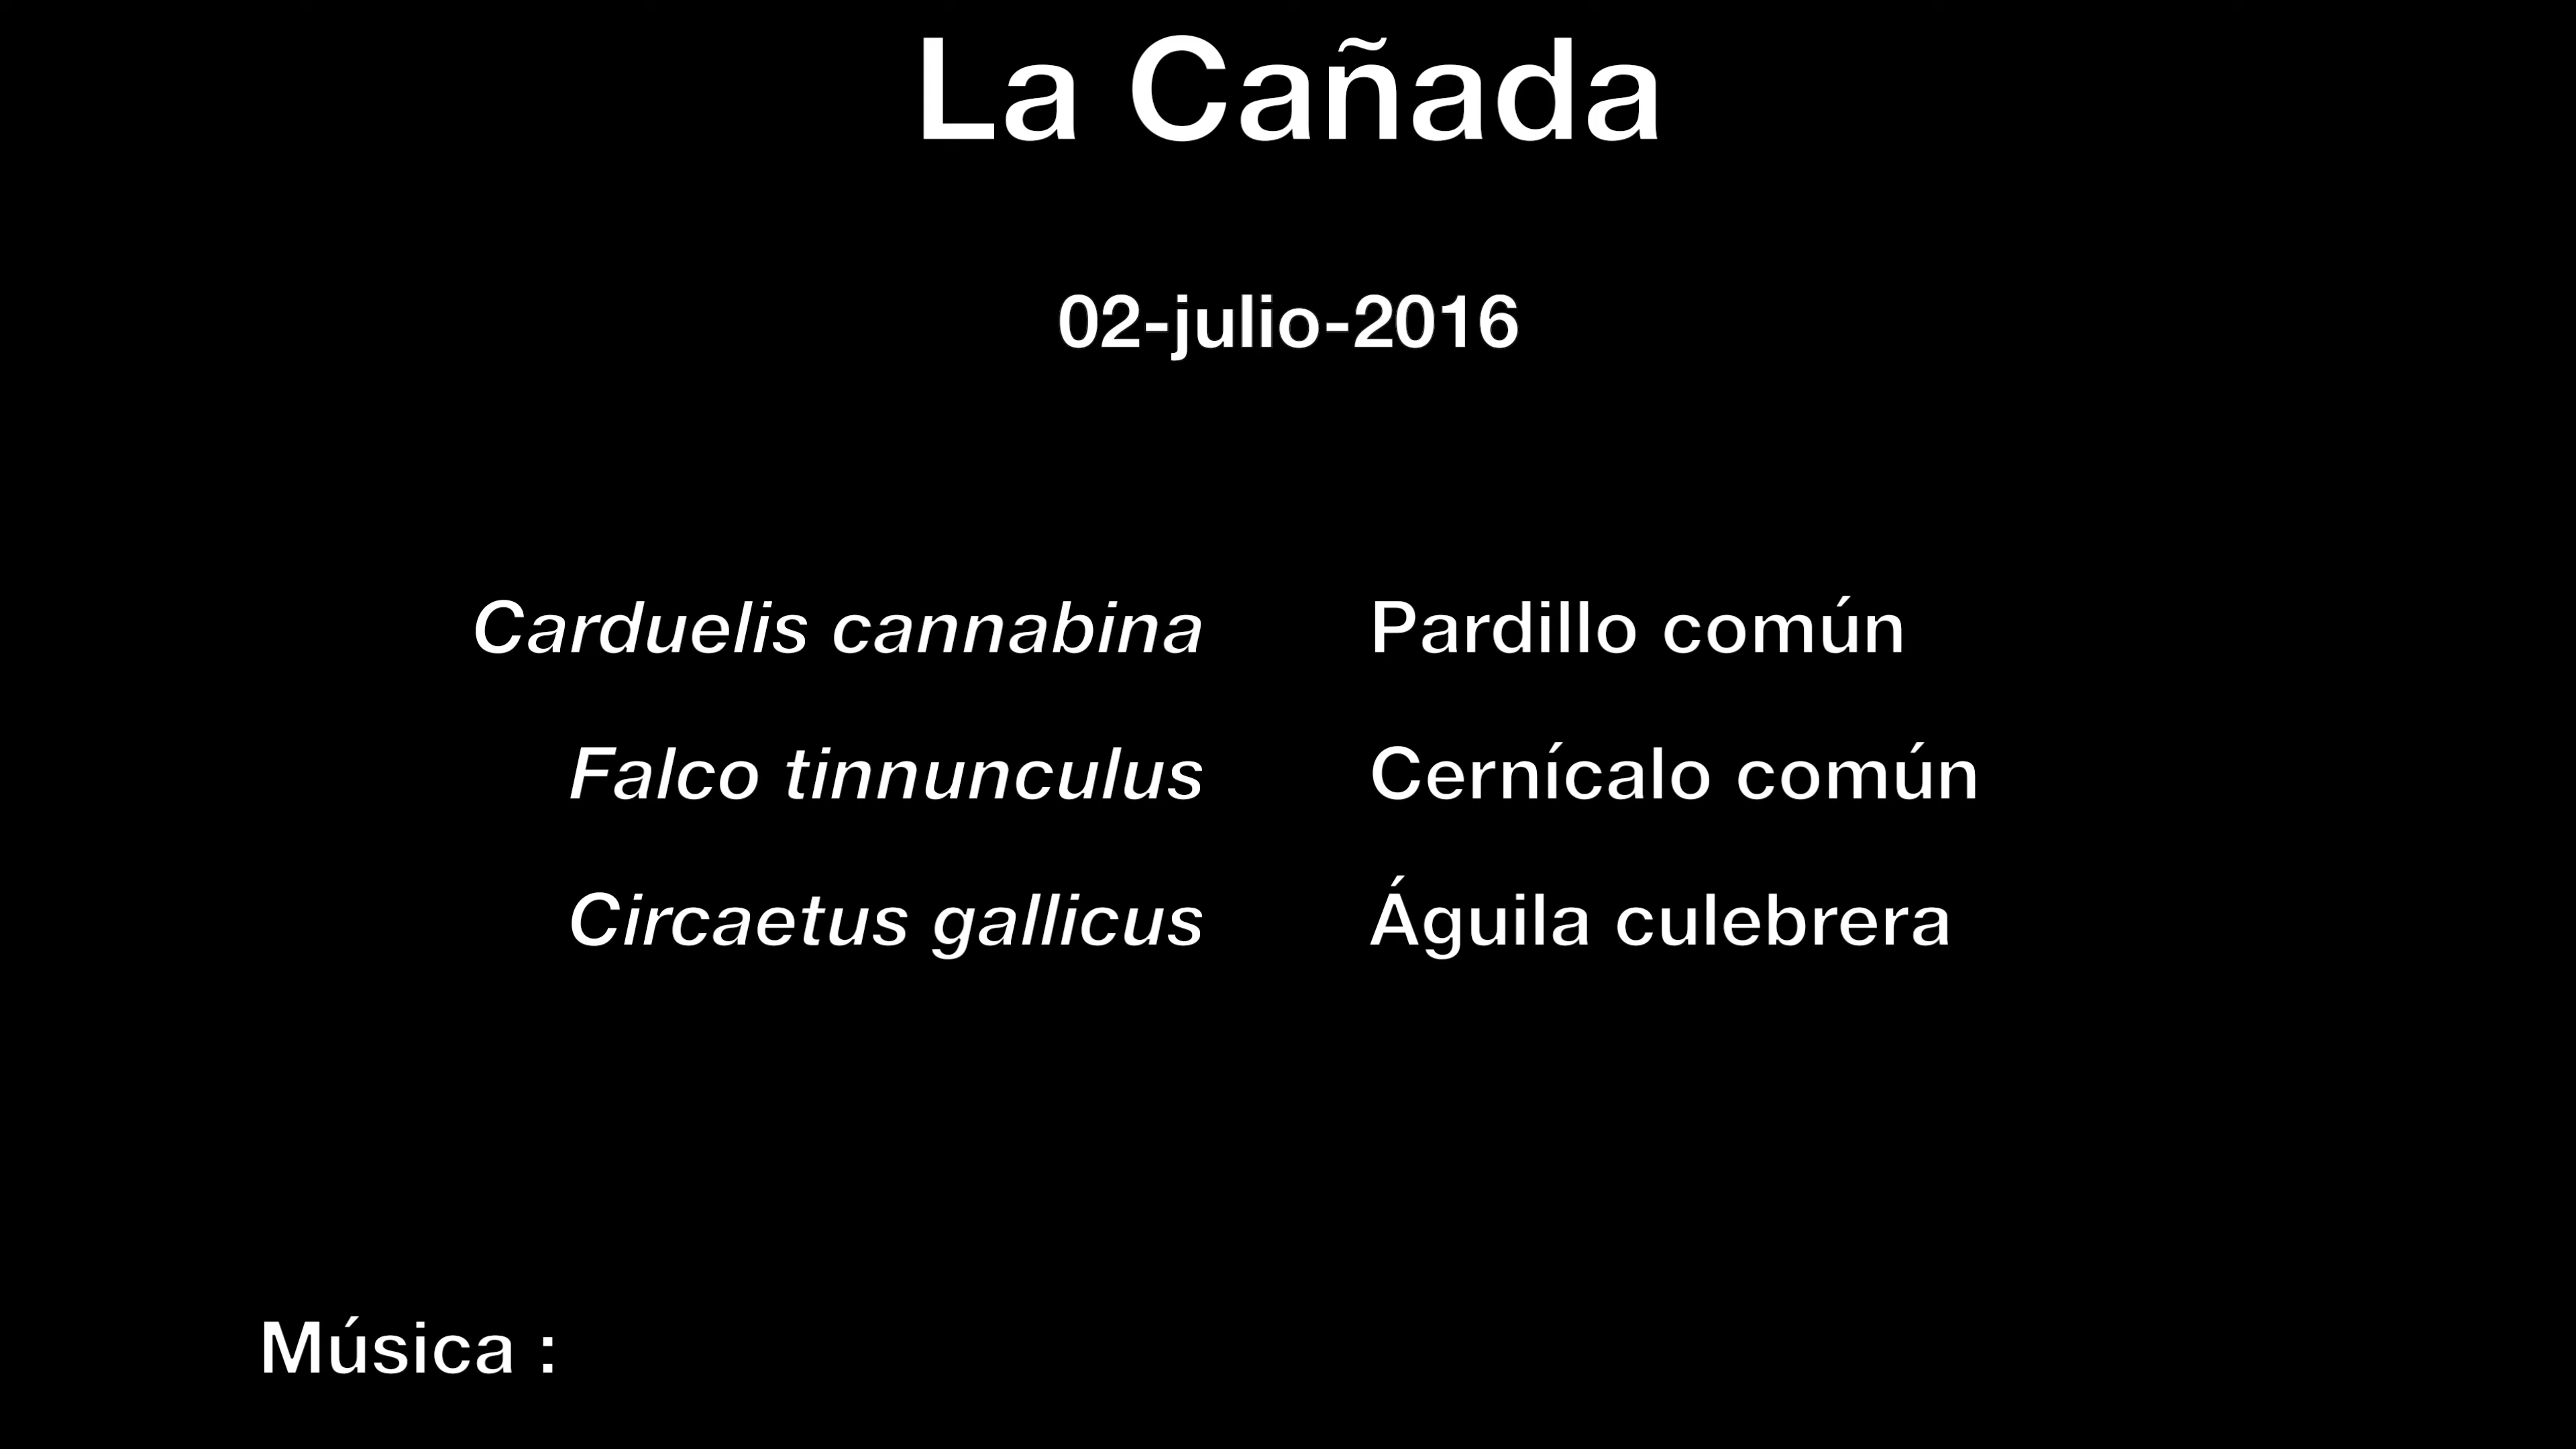 La Cañada
02-julio-2016
Carduelis cannabina Pardillo común
Falco tinnunculus Cernícalo común
Circaetus gallicus Águila culebrera
Música :